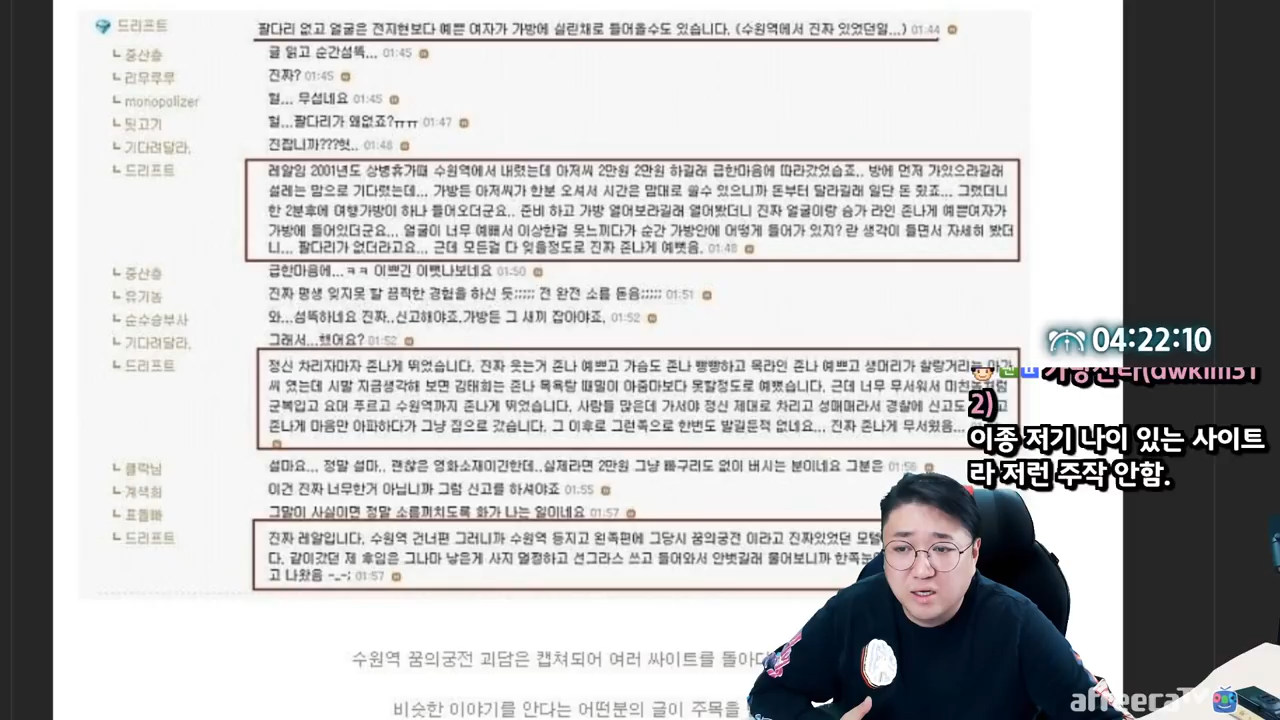 드리프트
팔다리 없고 얼굴은 전지현보다 예쁜 여자가 가방에 실린채로 들어올수도 있습니다. (수원역에서 진짜 있었던일...) 01:44
┗ 중산층 글 읽고 순간섬뜩... 01:45
┗ 라무루루 진짜? 01:45
┗ monopolizer 헐... 무섭네요 01:45
┗ 뒷고기 헐...팔다리가 왜없죠?ㅠㅠ 01:47
┗ 기다려달라, 진짭니까???헛.. 01:48
┗ 드리프트
레알임 2001년도 상병휴가때 수원역에서 내렸는데 아저씨 2만원 2만원 하길래 급한마음에 따라갔었습죠.. 방에 먼저 가있으라길래
설레는 맘으로 기다렸는데... 가방든 아저씨가 한분 오셔서 시간은 맘대로 쓸수 있으니까 돈부터 달라길래 일단 돈 줬죠... 그랬더니
한 2분후에 여행가방이 하나 들어오더군요.. 준비 하고 가방 열어보라길래 열어봤더니 진짜 얼굴이랑 슴가 라인 존나게 예쁜여자가
가방에 들어있더군요... 얼굴이 너무 예뻐서 이상한걸 못느끼다가 순간 가방안에 어떻게 들어가 있지? 란 생각이 들면서 자세히 봤더
니... 팔다리가 없더라고요... 근데 모든걸 다 잊을정도로 진짜 존나게 예뻣음. 01:48
┗ 중산층 급한마음에...ㅋㅋ 이쁘긴 이뻣나보네요 01:50
┗ 유기농 진짜 평생 잊지못 할 끔찍한 경험을 하신 듯;;;;; 전 완전 소름 돋음;;;;; 01:51
┗ 순수승부사 와...섬뜩하네요 진짜..신고해야죠.가방든 그 새끼 잡아야죠. 01:52
┗ 기다려달라, 그래서...했어요? 01:52
┗ 드리프트
정신 차리자마자 존나게 뛰었습니다. 진짜 웃는거 존나 예쁘고 가슴도 존나 빵빵하고 목라인 존나 예쁘고 생머리가 찰랑거리는 아가
씨 였는데 시발 지금생각해 보면 김태희는 존나 목욕탕 때밀이 아줌마보다 못할정도로 예뻤습니다. 근데 너무 무서워서 미친놈처럼
군복입고 요대 푸르고 수원역까지 존나게 뛰었습니다. 사람들 많은데 가서야 정신 제대로 차리고 성매매라서 경찰에 신고도
존나게 마음만 아파하다가 그냥 집으로 갔습니다. 그 이후로 그런쪽으로 한번도 발길둔적 없네요... 진짜 존나게 무서웠음...
┗ 클락님 설마요... 정말 설마.. 괜찮은 영화소재이긴한데..실제라면 2만원 그냥 빠구리도 없이 버시는 분이네요 그분은 01:56
┗ 계색희 이건 진짜 너무한거 아닙니까 그럼 신고를 하셔야죠 01:55
┗ 표돌빠 그말이 사실이면 정말 소름끼치도록 화가 나는 일이네요 01:57
┗ 드리프트
진짜 레알입니다. 수원역 건너편 그러니까 수원역 등지고 왼쪽편에 그당시 꿈의궁전 이라고 진짜있었던 모텔
다. 같이갔던 제 후임은 그나마 낳은게 사지 멀정하고 선그라스 쓰고 들어와서 안벗길래 물어보니까 한쪽눈
고 나왔음 -_-; 01:57
수원역 꿈의궁전 괴담은 캡쳐되어 여러 싸이트를 돌아다
비슷한 이야기를 안다는 어떤분의 글이 주목을
04:22:10
2)
이종 저기 나이 있는 사이트
라 저런 주작 안함.
afreecaTV